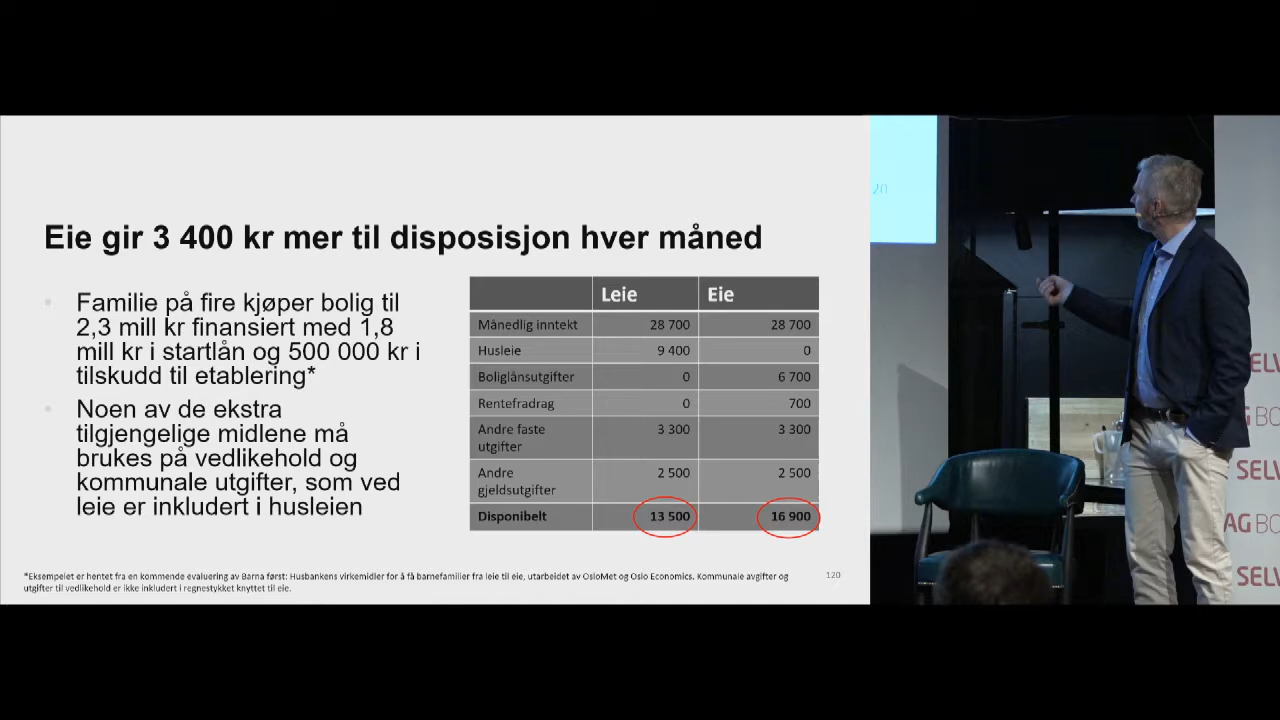 Eie gir 3 400 kr mer til disposisjon hver måned
Familie på fire kjøper bolig til
2,3 mill kr finansiert med 1,8
mill kr i startlån og 500 000 kr i
tilskudd til etablering*
Noen av de ekstra
tilgjengelige midlene må
brukes på vedlikehold og
kommunale utgifter, som ved
leie er inkludert i husleien
Leie Eie
Månedlig inntekt 28 700 28 700
Husleie 9 400 0
Boliglånsutgifter 0 6 700
Rentefradrag 0 700
Andre faste
utgifter 3 300 3 300
Andre
gjeldsutgifter 2 500 2 500
Disponibelt 13 500 16 900
*Eksempelet er hentet fra en kommende evaluering av Barna først: Husbankens virkemidler for å få barnefamilier fra leie til eie, utarbeidet av OsloMet og Oslo Economics. Kommunale avgifter og
utgifter til vedlikehold er ikke inkludert i regnestykket knyttet til eie.
120
20
SELV
AG BO
SELV
AG BO
SELV